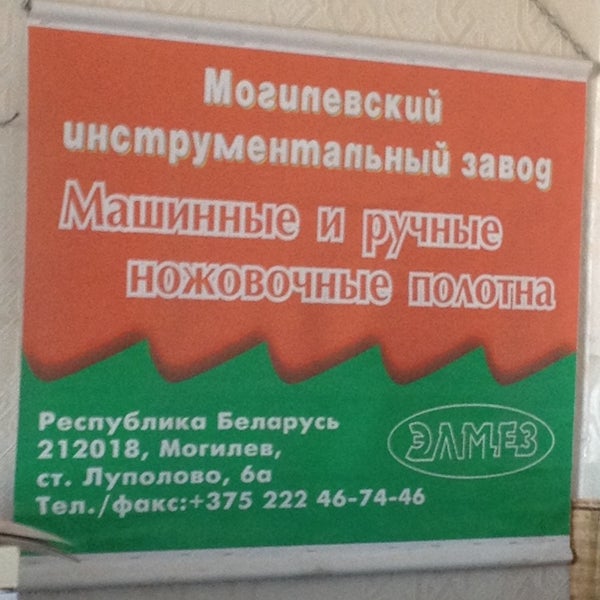 Могилевский
инструментальный завод
Машинные и ручные
ножовочные полотна
Республика Беларусь
212018, Могилев,
ст. Луполово, 6а
Тел./факс:+375 222 46-74-46
ЭЛМЕЗ